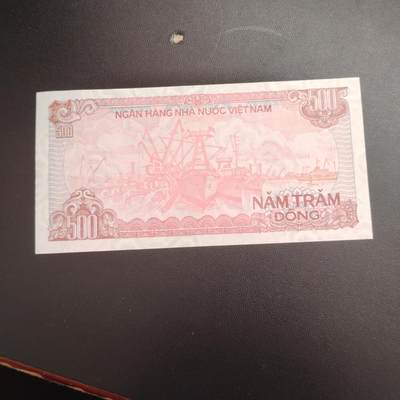 NGÂN HÀNG NHÀ NƯỚC VIỆT NAM
500
500
NĂM TRĂM
ĐỒNG
500